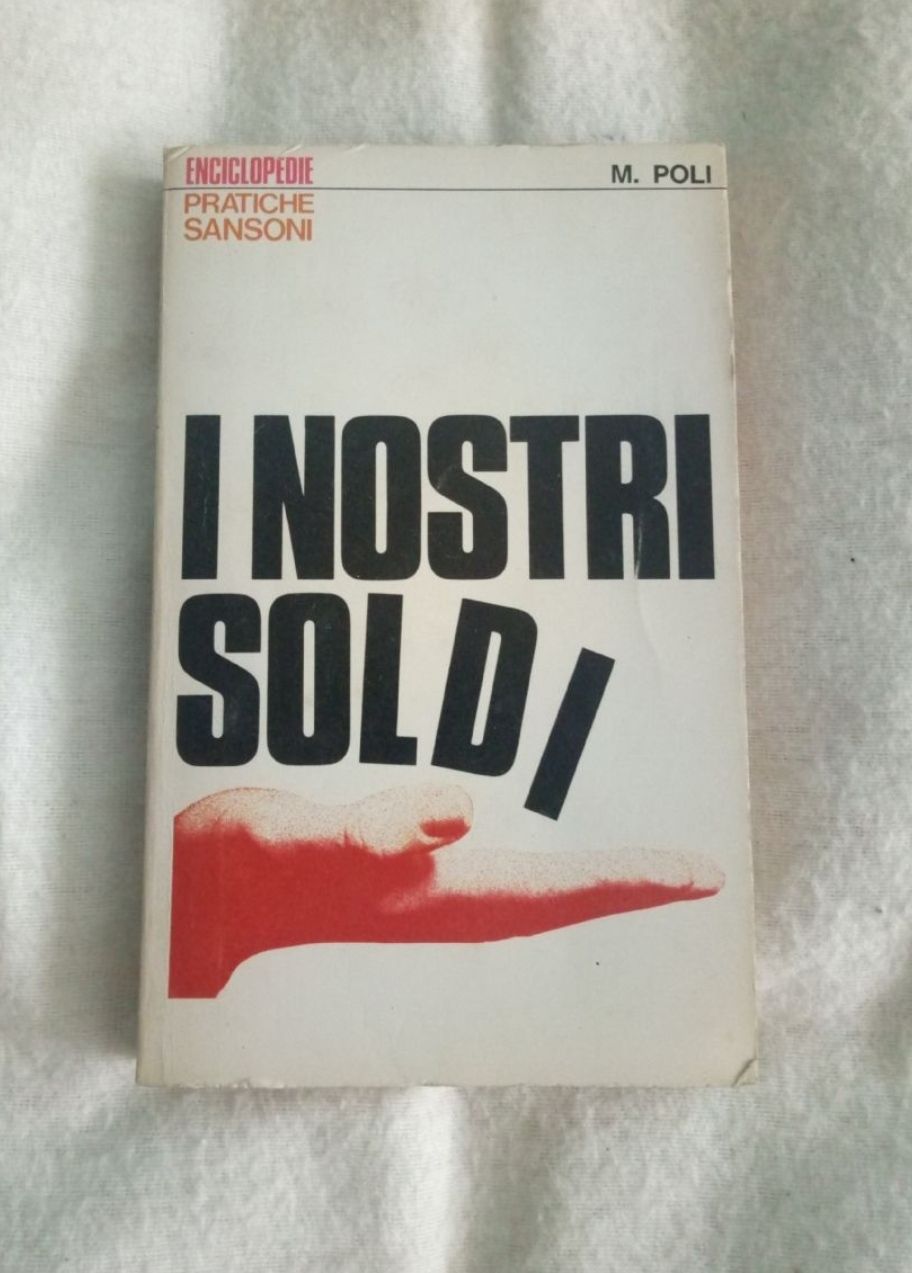 ENCICLOPEDIE
M. POLI
PRATICHE
SANSONI
I NOSTRI
SOLDI